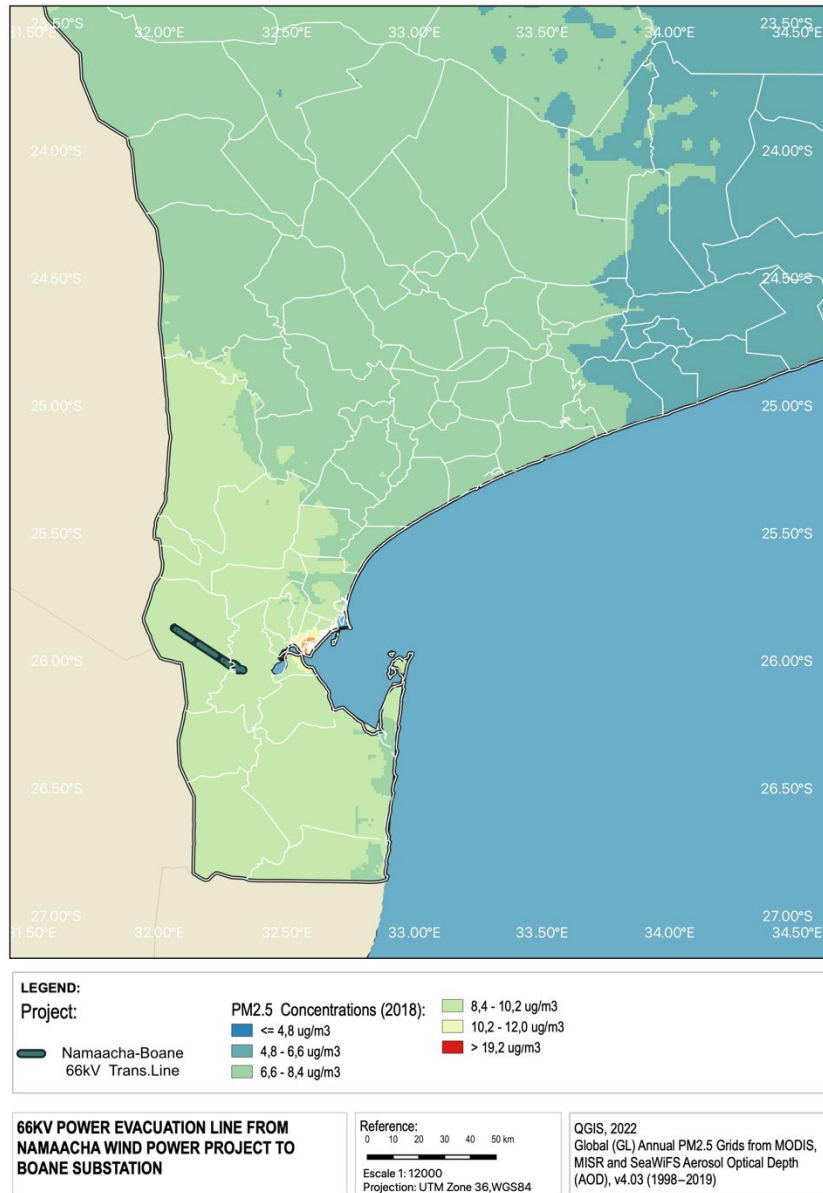 23.50°S 23.50°S
31.50°E 32.00°E 32.50°E 33.00°E 33.50°E 34.00°E 34.50°E
24.00°S 24.00°S
24.50°S 24.50°S
25.00°S 25.00°S
25.50°S 25.50°S
26.00°S 26.00°S
26.50°S 26.50°S
27.00°S 27.00°S
31.50°E 32.00°E 32.50°E 33.00°E 33.50°E 34.00°E 34.50°E
LEGEND:
Project:
Namaacha-Boane
66kV Trans.Line
PM2.5 Concentrations (2018):
<= 4,8 ug/m3
4,8 - 6,6 ug/m3
6,6 - 8,4 ug/m3
8,4 - 10,2 ug/m3
10,2 - 12,0 ug/m3
> 19,2 ug/m3
66KV POWER EVACUATION LINE FROM
NAMAACHA WIND POWER PROJECT TO
BOANE SUBSTATION
Reference:
0 10 20 30 40 50 km
Escale 1: 12000
Projection: UTM Zone 36,WGS84
QGIS, 2022
Global (GL) Annual PM2.5 Grids from MODIS,
MISR and SeaWiFS Aerosol Optical Depth
(AOD), v4.03 (1998–2019)